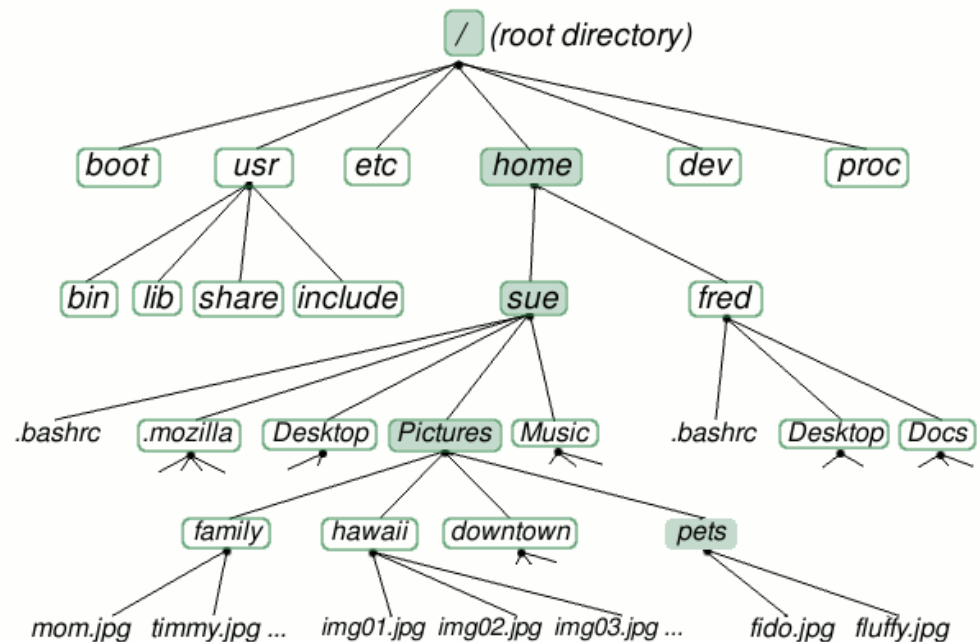 / (root directory)
boot usr etc home dev proc
bin lib share include sue fred
.bashrc .mozilla Desktop Pictures Music .bashrc Desktop Docs
family hawaii downtown pets
mom.jpg timmy.jpg ... img01.jpg img02.jpg img03.jpg ... fido.jpg fluffy.jpg